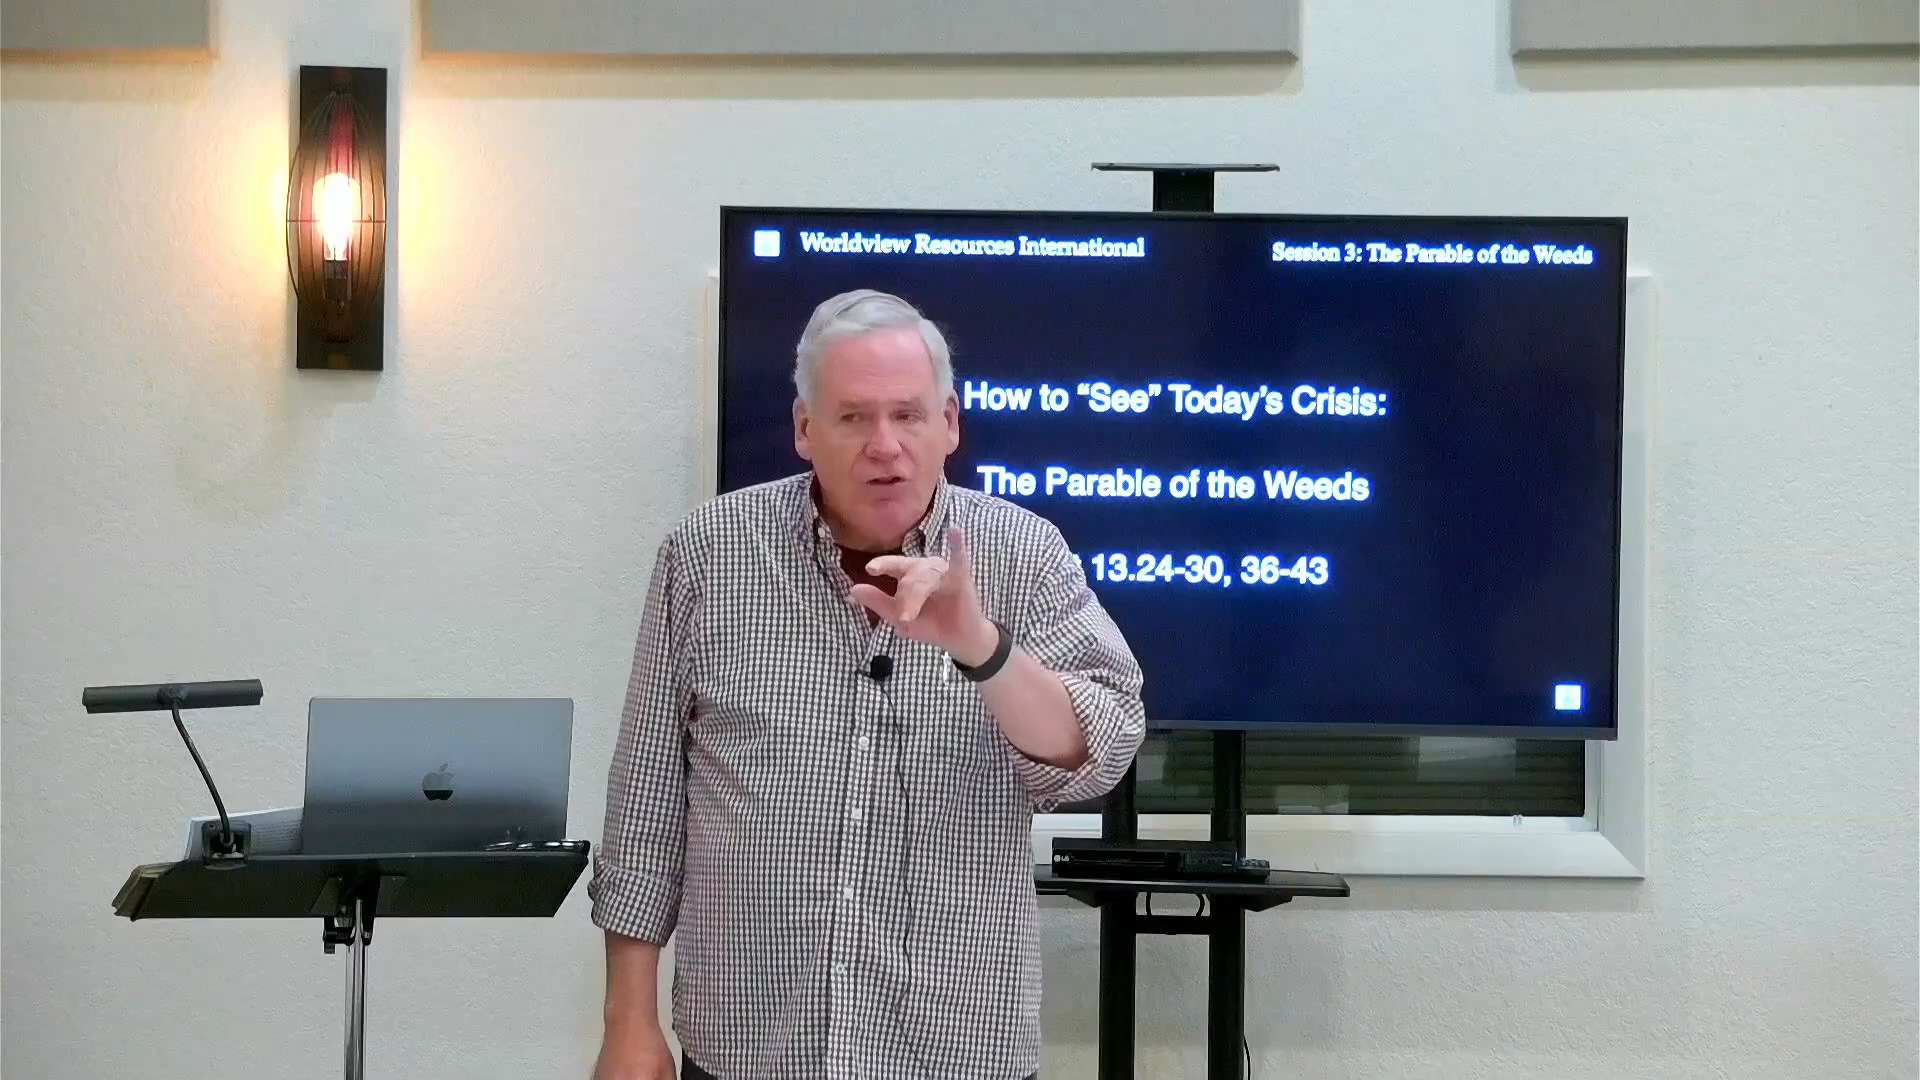 Worldview Resources International
Session 3: The Parable of the Weeds
How to “See” Today’s Crisis:
The Parable of the Weeds
13.24-30, 36-43
LG